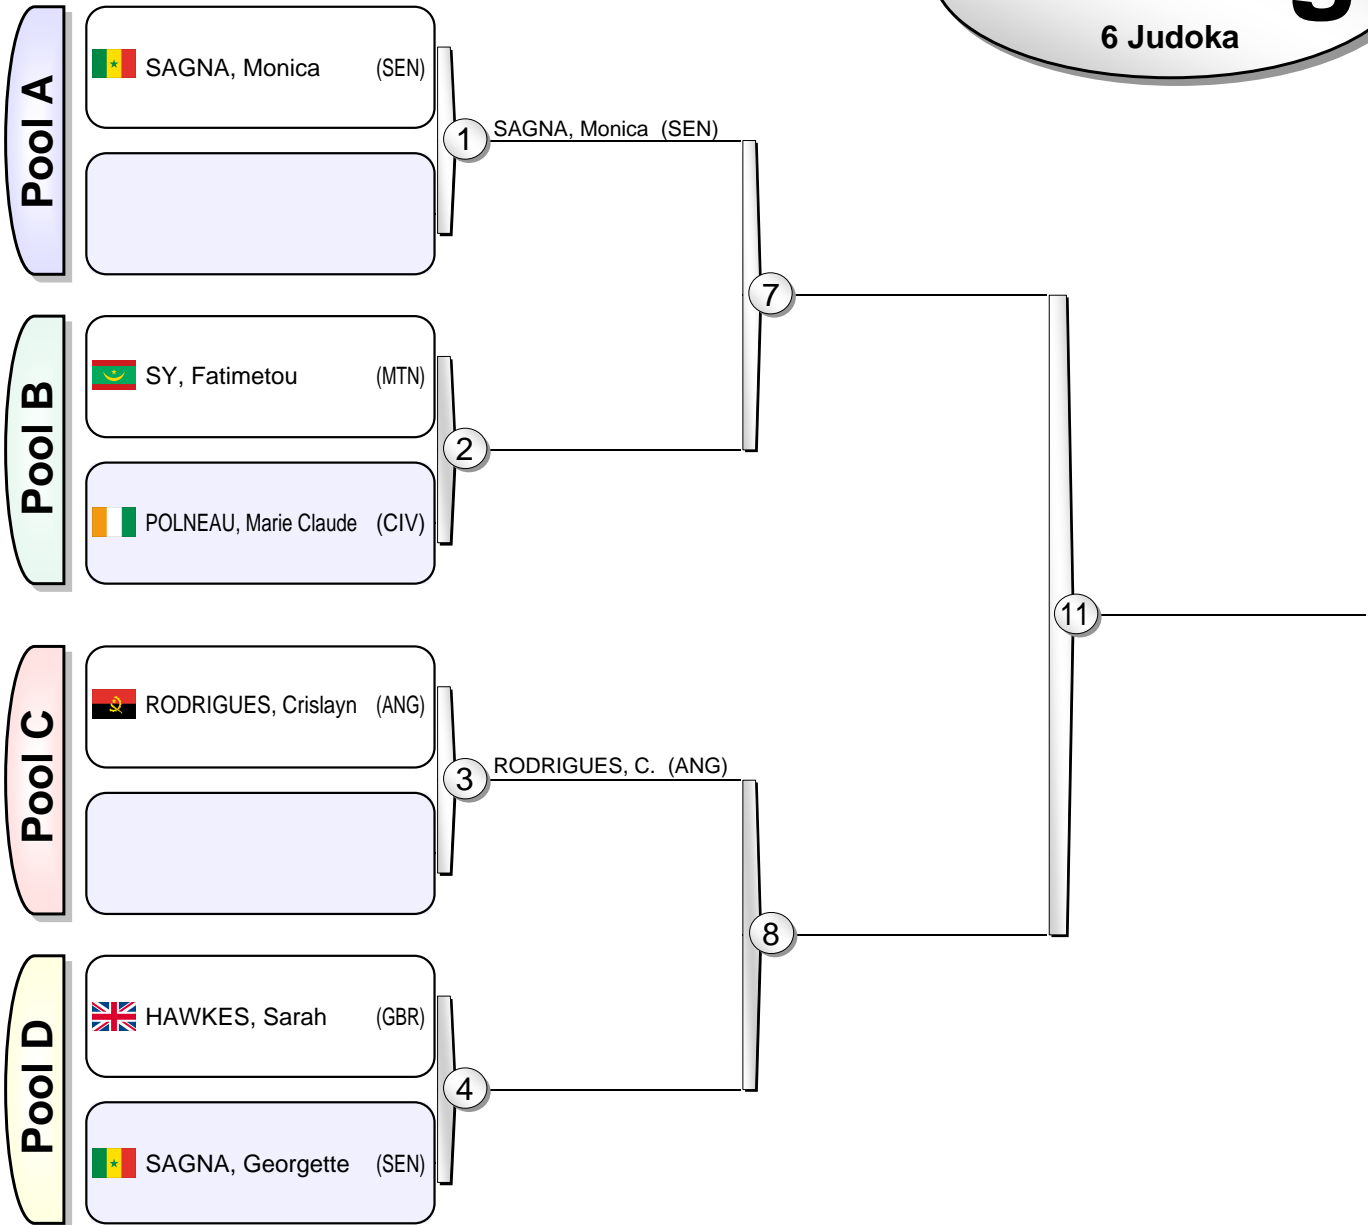 6 Judoka
Pool A
SAGNA, Monica (SEN)
1
SAGNA, Monica (SEN)
7
Pool B
SY, Fatimetou (MTN)
2
POLNEAU, Marie Claude (CIV)
11
Pool C
RODRIGUES, Crislayn (ANG)
3
RODRIGUES, C. (ANG)
8
Pool D
HAWKES, Sarah (GBR)
4
SAGNA, Georgette (SEN)